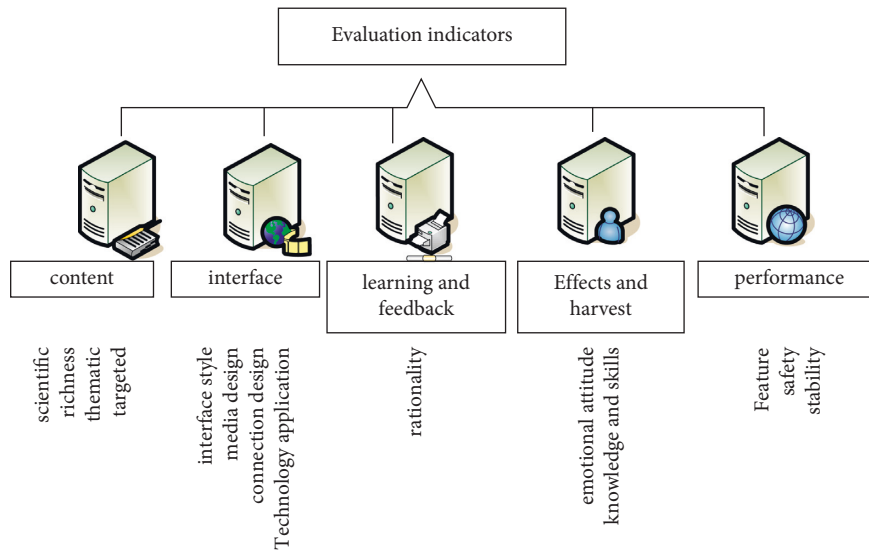 Evaluation indicators
content
interface
learning and
feedback
Effects and
harvest
performance
scientific
richness
thematic
targeted
interface style
media design
connection design
Technology application
rationality
emotional attitude
knowledge and skills
Feature
safety
stability